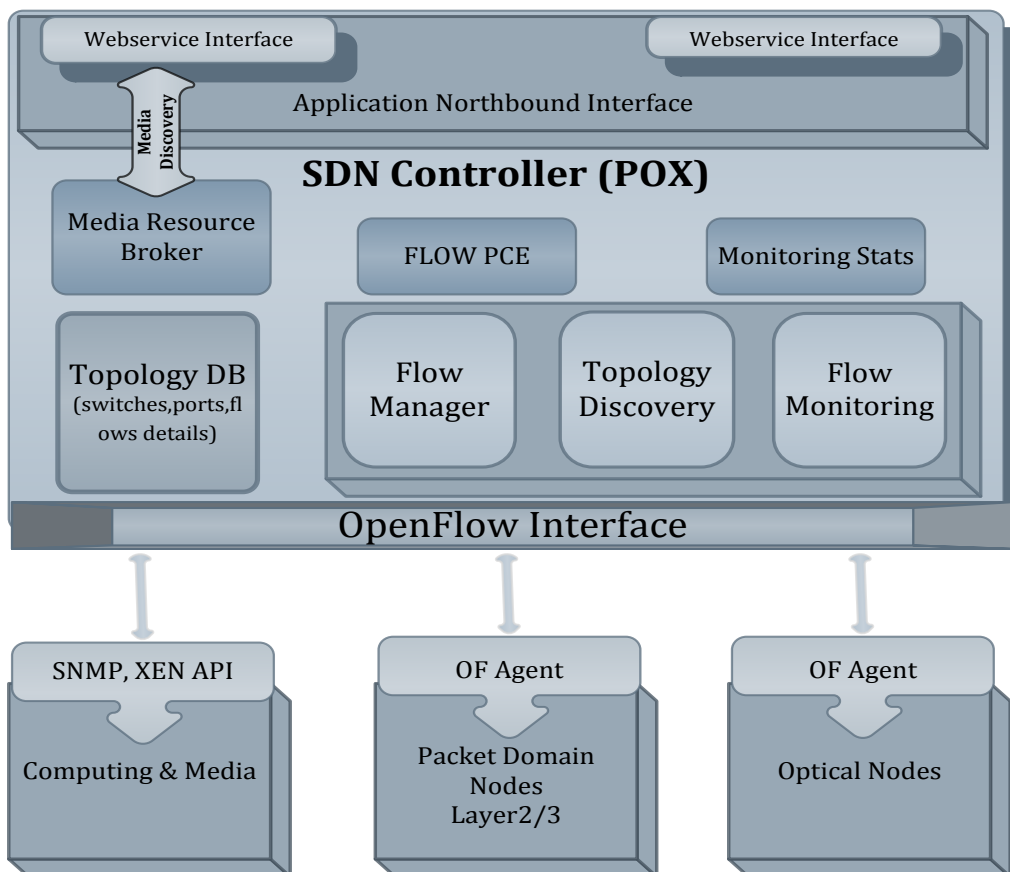 Webservice Interface
Webservice Interface
Application Northbound Interface
Media
Discovery
SDN Controller (POX)
Media Resource
Broker
FLOW PCE
Monitoring Stats
Topology DB
(switches,ports,fl
ows details)
Flow
Manager
Topology
Discovery
Flow
Monitoring
OpenFlow Interface
SNMP, XEN API
Computing & Media
OF Agent
Packet Domain
Nodes
Layer2/3
OF Agent
Optical Nodes